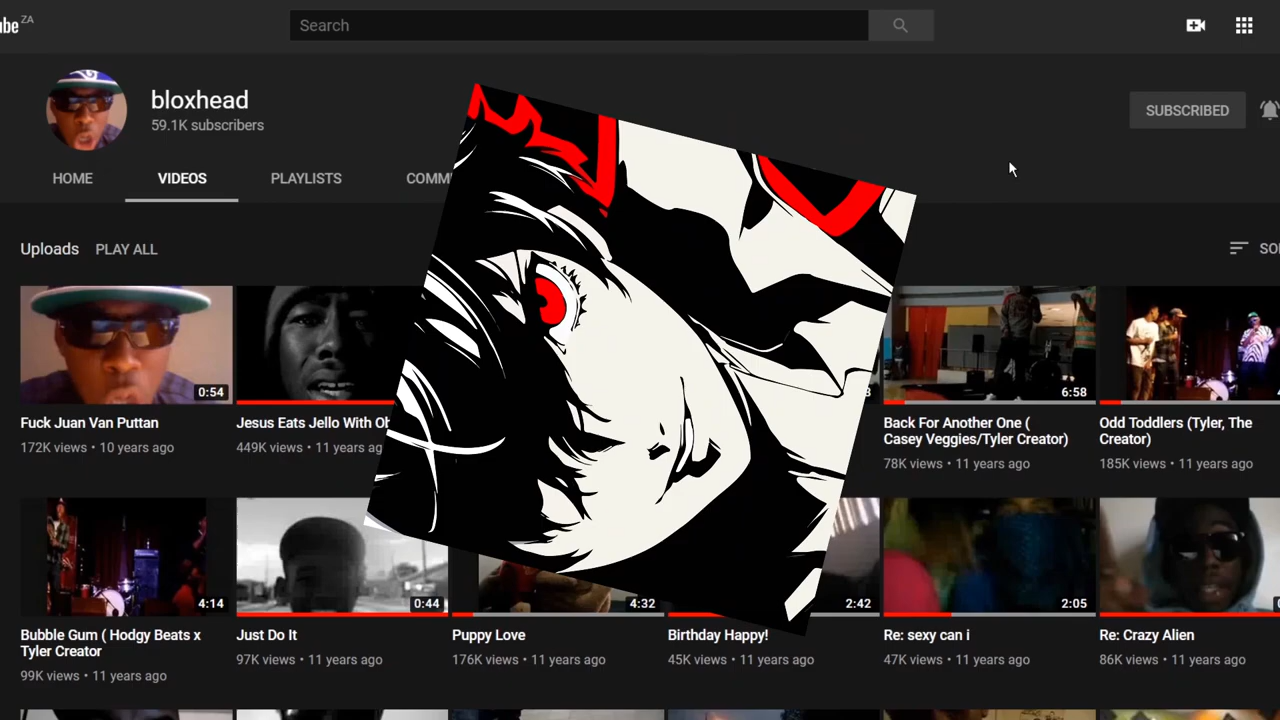 ube ZA
Search
bloxhead
59.1K subscribers
SUBSCRIBED
HOME
VIDEOS
PLAYLISTS
COMM
Uploads
PLAY ALL
SO
0:54
6:58
Fuck Juan Van Puttan
172K views • 10 years ago
Jesus Eats Jello With Ob
449K views • 11 years ag
Back For Another One (
Casey Veggies/Tyler Creator)
78K views • 11 years ago
Odd Toddlers (Tyler, The
Creator)
185K views • 11 years ago
4:14
0:44
4:32
2:42
2:05
Bubble Gum ( Hodgy Beats x
Tyler Creator
99K views • 11 years ago
Just Do It
97K views • 11 years ago
Puppy Love
176K views • 11 years ago
Birthday Happy!
45K views • 11 years ago
Re: sexy can i
47K views • 11 years ago
Re: Crazy Alien
86K views • 11 years ago